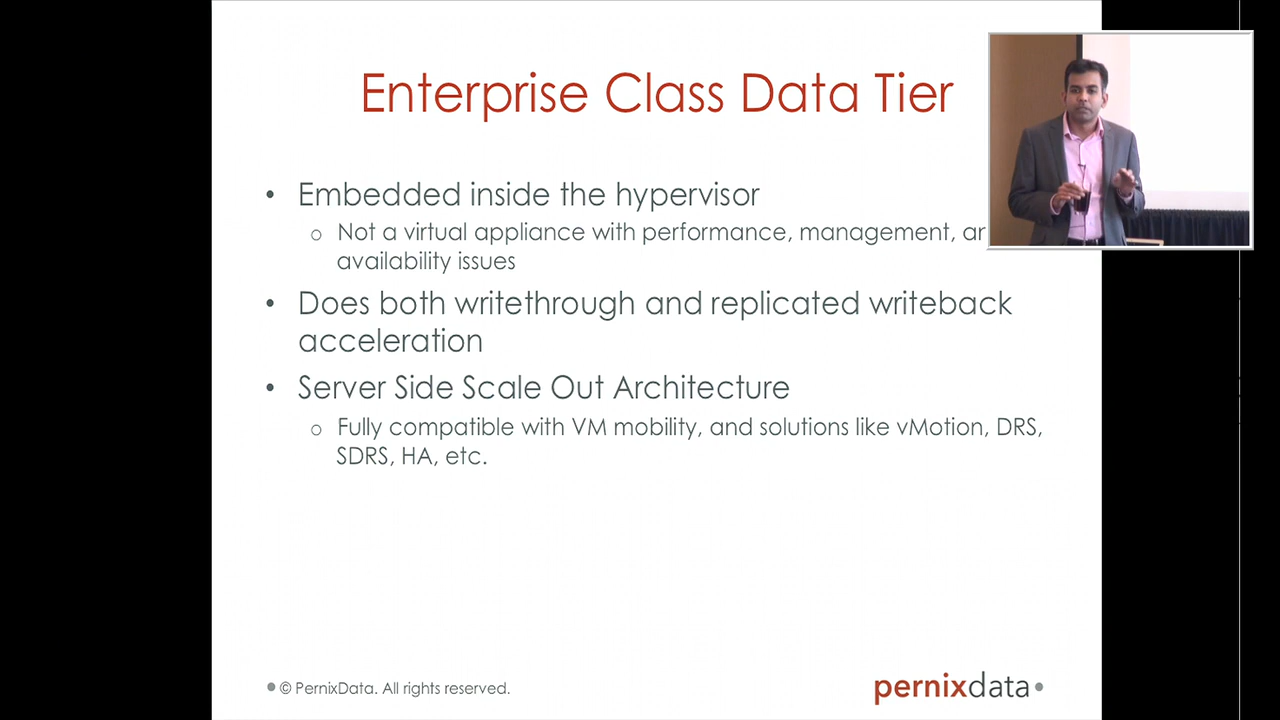 Enterprise Class Data Tier
• Embedded inside the hypervisor
o Not a virtual appliance with performance, management,
availability issues
• Does both writethrough and replicated writeback
acceleration
• Server Side Scale Out Architecture
o Fully compatible with VM mobility, and solutions like vMotion, DRS,
SDRS, HA, etc.
© PernixData. All rights reserved.
pernixdata